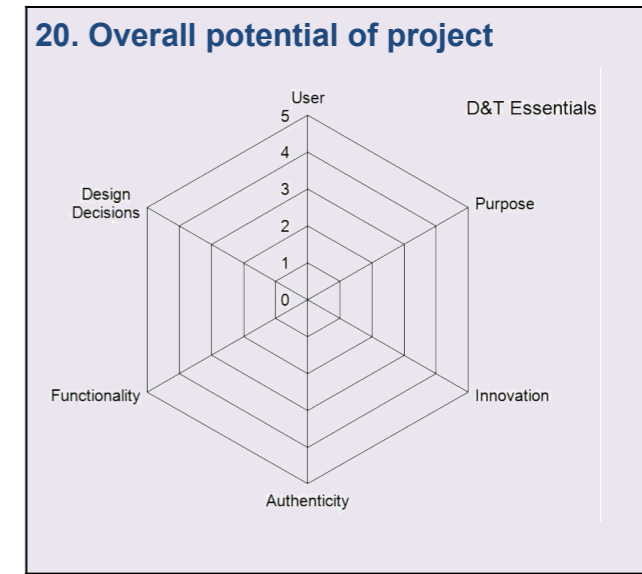 20. Overall potential of project
User
D&T Essentials
5
4
3
2
1
0
Design
Decisions
Purpose
Functionality
Innovation
Authenticity